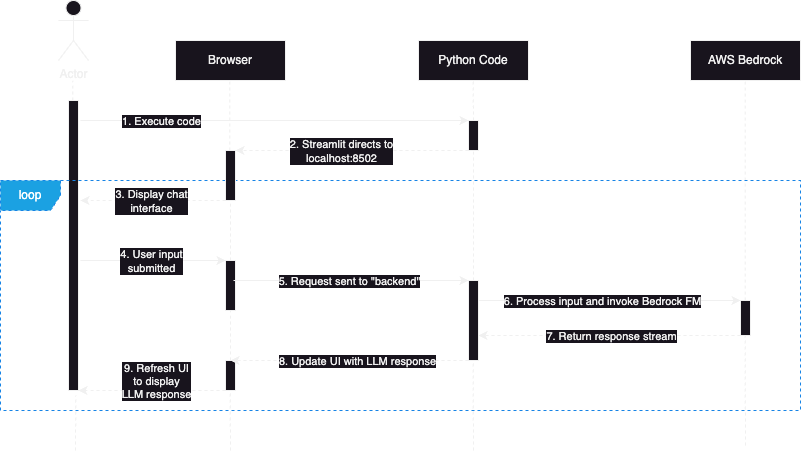 Actor
Browser
Python Code
AWS Bedrock
1. Execute code
2. Streamlit directs to
localhost:8502
loop
3. Display chat
interface
4. User input
submitted
5. Request sent to "backend"
6. Process input and invoke Bedrock FM
7. Return response stream
8. Update UI with LLM response
9. Refresh UI
to display
LLM response